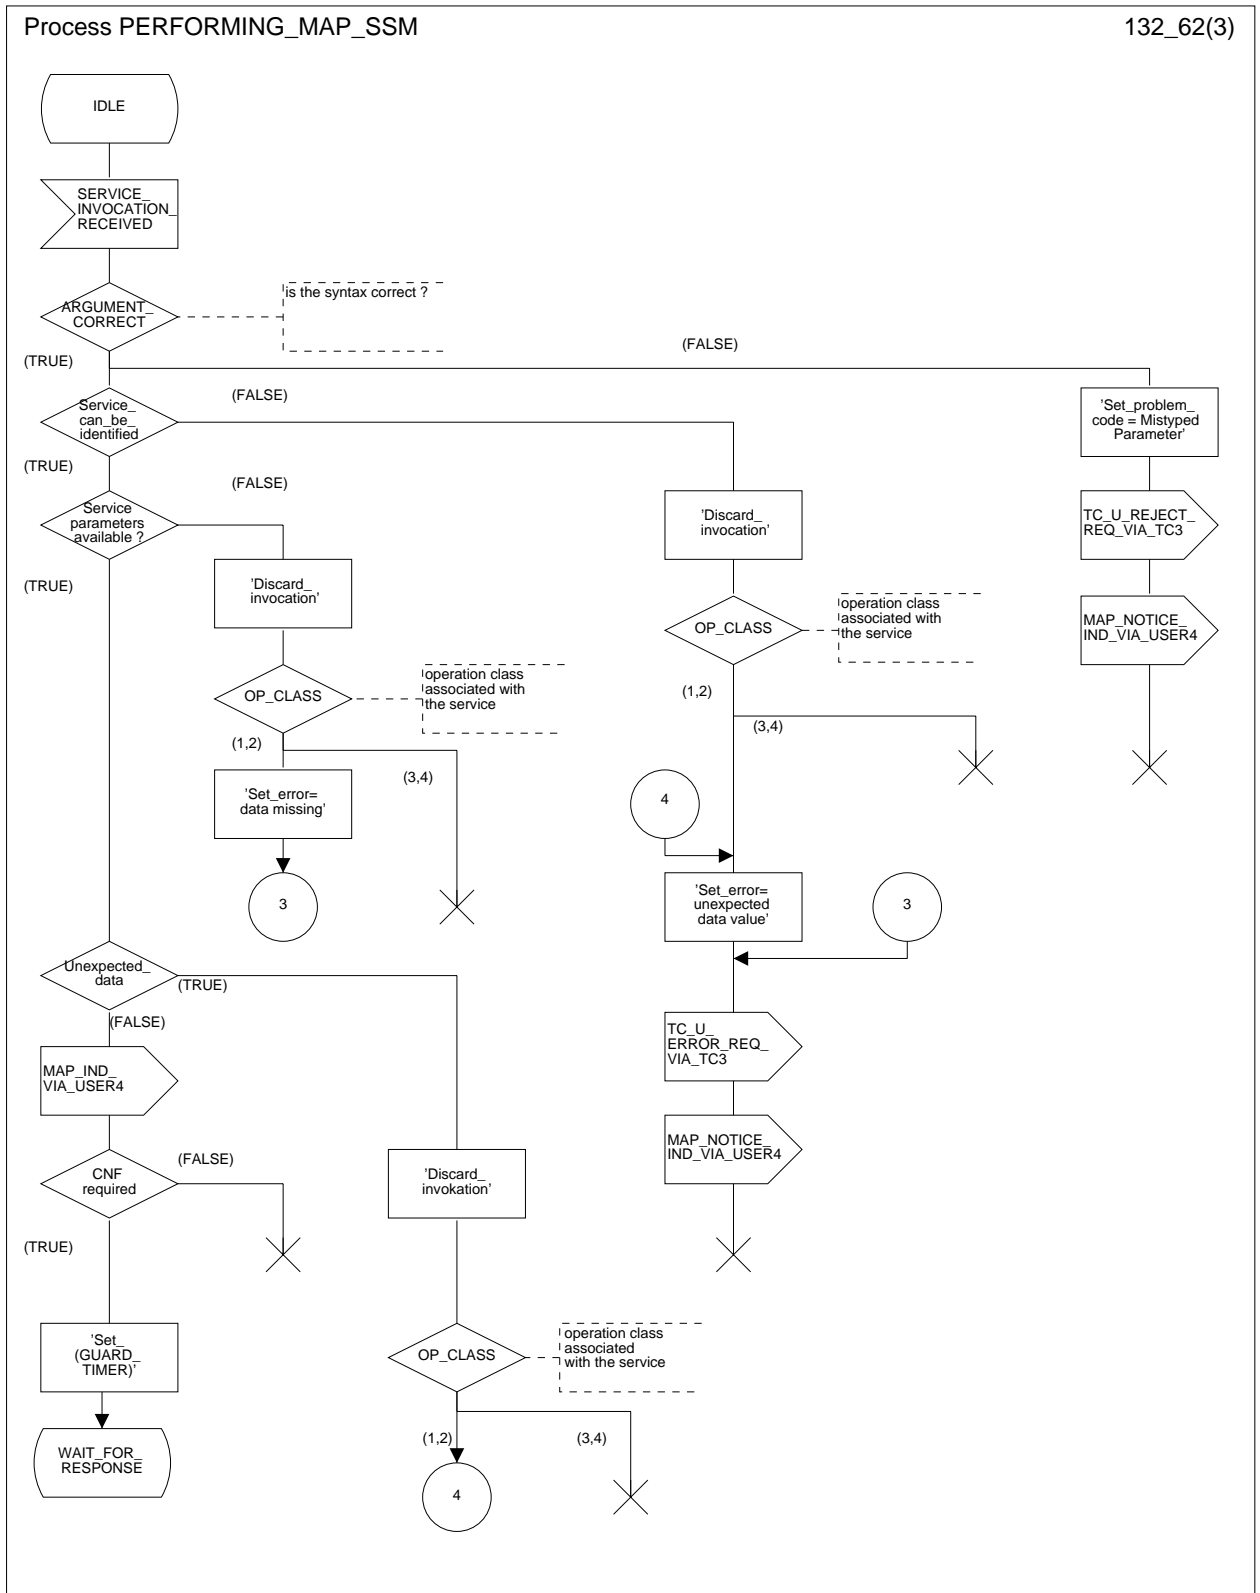 Process PERFORMING_MAP_SSM
132_62(3)
IDLE
SERVICE_
INVOCATION_
RECEIVED
ARGUMENT_
CORRECT
is the syntax correct ?
(TRUE)
(FALSE)
Service_
can_be_
identified
(FALSE)
'Set_problem_
code = Mistyped
Parameter'
(TRUE)
Service
parameters
available ?
(FALSE)
'Discard_
invocation'
TC_U_REJECT_
REQ_VIA_TC3
(TRUE)
'Discard_
invocation'
OP_CLASS
operation class
associated with
the service
MAP_NOTICE_
IND_VIA_USER4
OP_CLASS
operation class
associated with
the service
(1,2)
(3,4)
(1,2)
(3,4)
'Set_error=
data missing'
4
3
'Set_error=
unexpected
data value'
3
Unexpected_
data
(TRUE)
(FALSE)
TC_U_
ERROR_REQ_
VIA_TC3
MAP_IND_
VIA_USER4
MAP_NOTICE_
IND_VIA_USER4
CNF
required
(FALSE)
'Discard_
invokation'
(TRUE)
'Set_
(GUARD_
TIMER)'
OP_CLASS
operation class
associated
with the service
(1,2)
(3,4)
WAIT_FOR_
RESPONSE
4